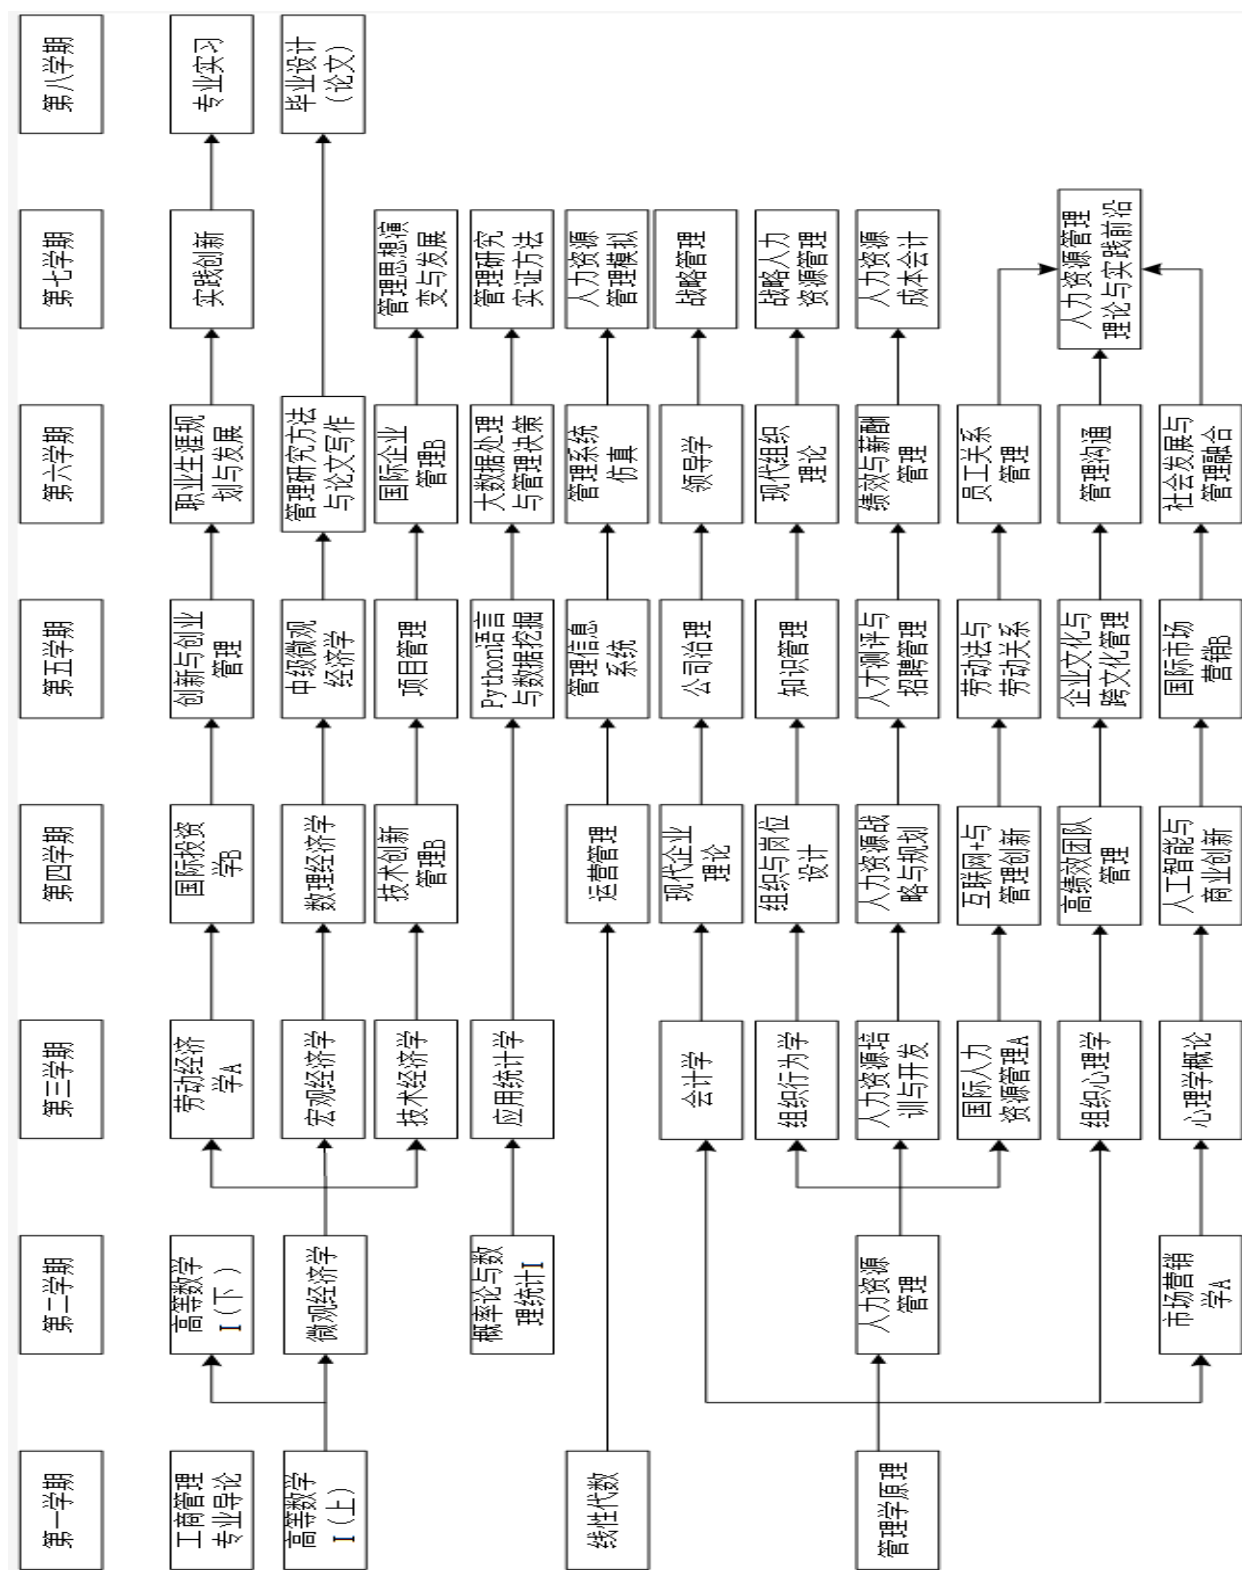 第一学期
工商管理
专业导论
高等数学
I（上）
线性代数
管理学原理
第二学期
高等数学
I（下）
微观经济学
概率论与数
理统计I
人力资源
管理
市场营销
学A
第三学期
劳动经济
学A
宏观经济学
技术经济学
应用统计学
会计学
组织行为学
人力资源培
训与开发
国际人力
资源管理A
组织心理学
心理学概论
第四学期
国际投资
学B
数理经济学
技术创新
管理B
运营管理
现代企业
理论
组织与岗位
设计
人力资源战
略与规划
互联网+与
管理创新
高绩效团队
管理
人工智能与
商业创新
第五学期
创新与创业
管理
中级微观
经济学
项目管理
Python语言
与数据挖掘
管理信息
系统
公司治理
知识管理
人才测评与
招聘管理
劳动法与
劳动关系
企业文化与
跨文化管理
国际市场
营销B
第六学期
职业生涯规
划与发展
管理研究方法
与论文写作
国际企业
管理B
大数据处理
与管理决策
管理系统
仿真
领导学
现代组织
理论
绩效与薪酬
管理
员工关系
管理
管理沟通
社会发展与
管理融合
第七学期
实践创新
管理思想演
变与发展
管理研究
实证方法
人力资源
管理模拟
战略管理
战略人力
资源管理
人力资源
成本会计
人力资源管理
理论与实践前沿
第八学期
专业实习
毕业设计
（论文）